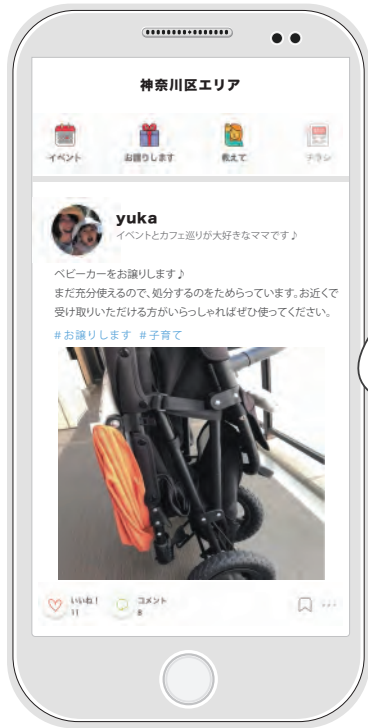 神奈川区エリア
イベント
お譲りします
教えて
チラシ
yuka
イベントとカフェ巡りが大好きなママです♪
ベビーカーをお譲りします♪
まだ充分使えるので、処分するのをためらっています。お近くで
受け取りいただける方がいらっしゃればぜひ使ってください。
#お譲りします #子育て
いいね!
11
コメント
8